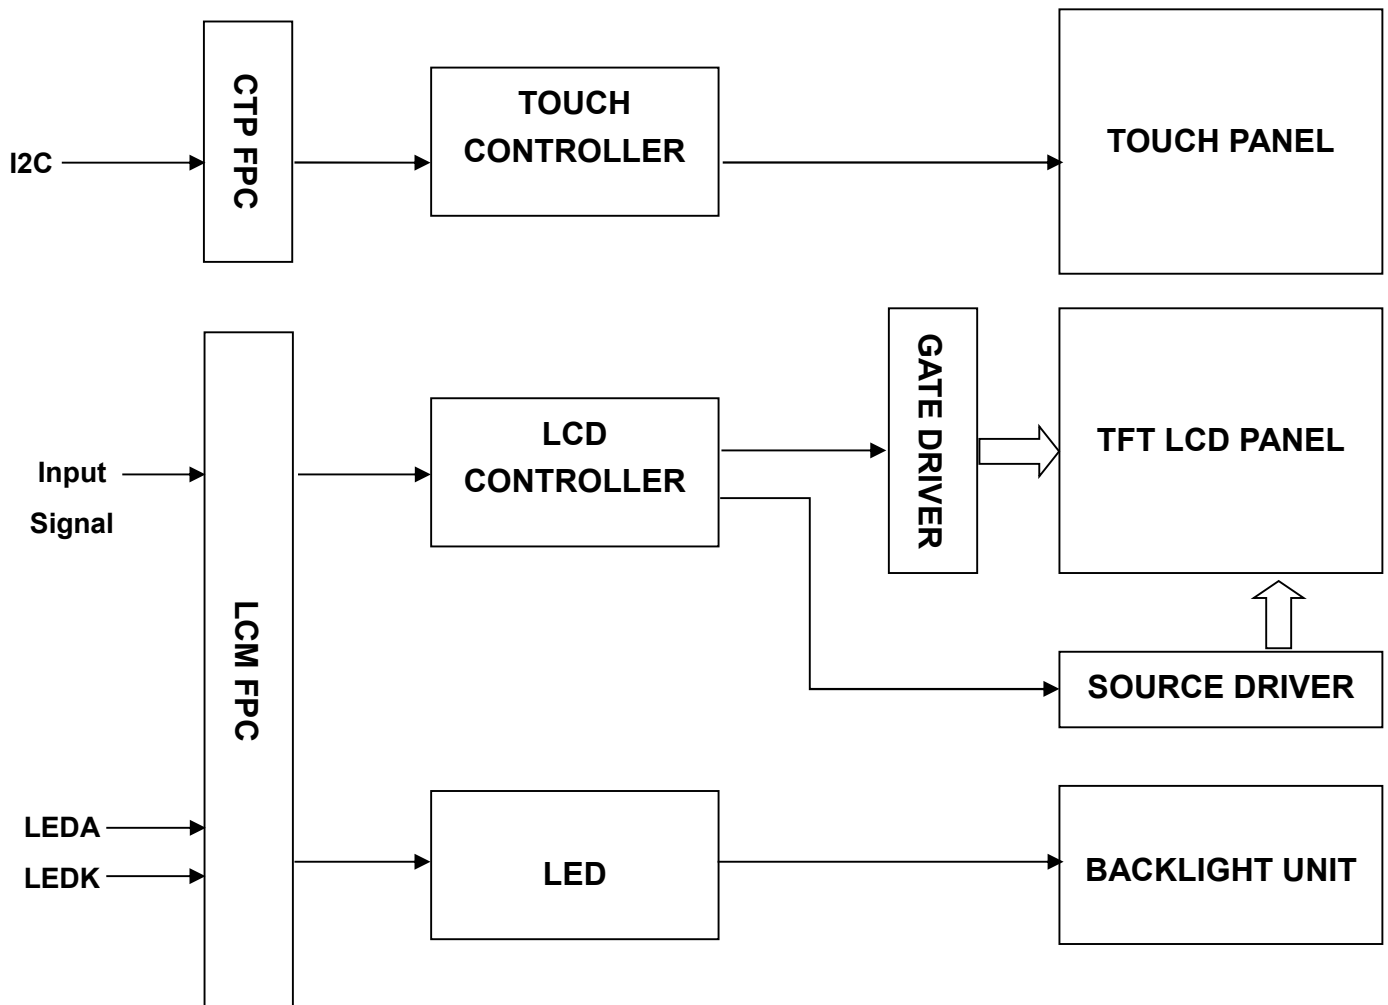 I2C
CTP FPC
TOUCH
CONTROLLER
TOUCH PANEL
Input
Signal
LCM FPC
LCD
CONTROLLER
GATE DRIVER
TFT LCD PANEL
SOURCE DRIVER
LEDA
LEDK
LED
BACKLIGHT UNIT